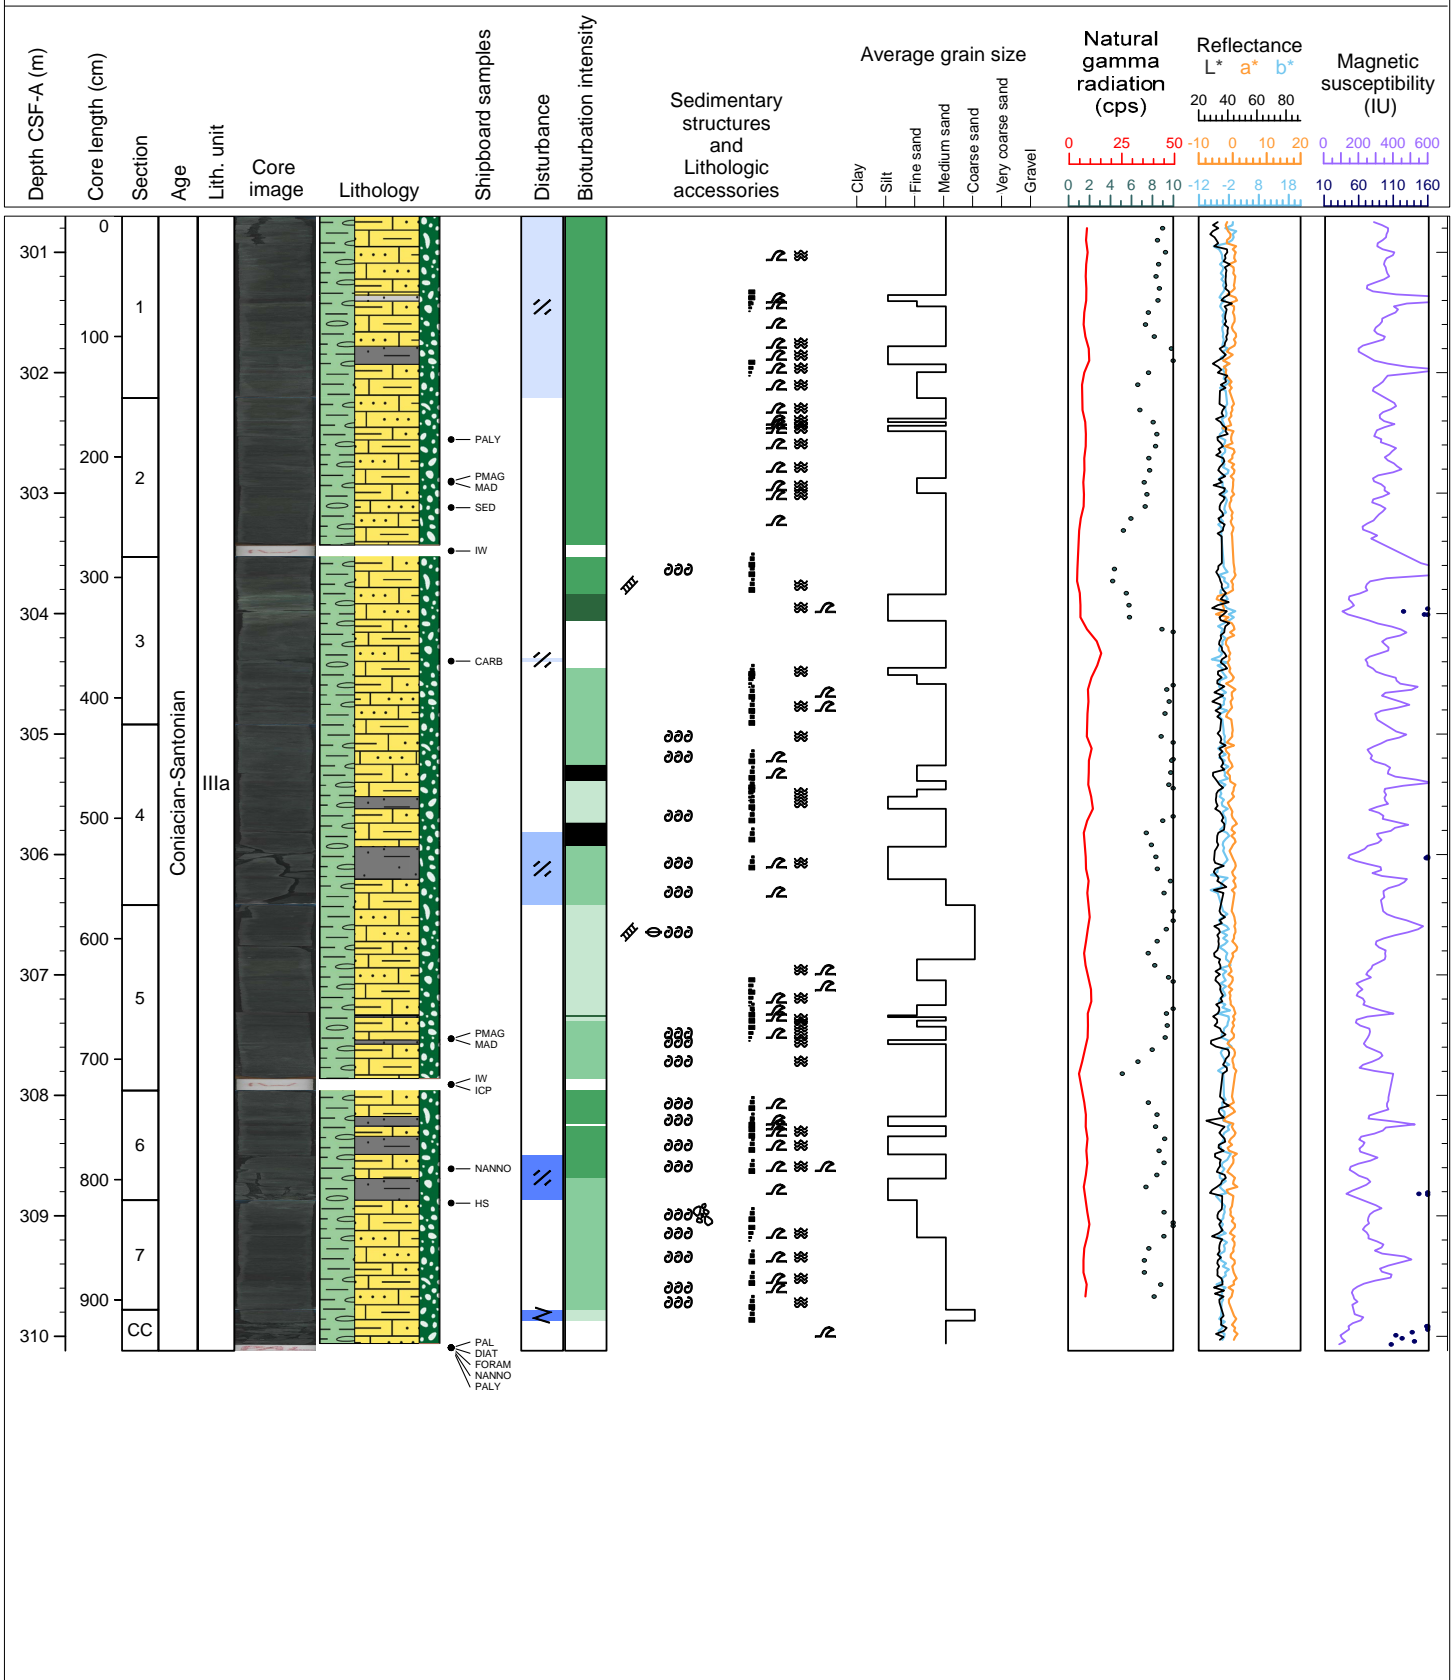 Depth CSF-A (m)
Core length (cm)
Section
Age
Lith. unit
Core
image
Lithology
Shipboard samples
Disturbance
Bioturbation intensity
Sedimentary
structures
and
Lithologic
accessories
Average grain size
Clay
Silt
Fine sand
Medium sand
Coarse sand
Very coarse sand
Gravel
Natural
gamma
radiation
(cps)
0 25 50
0 2 4 6 8 10
Reflectance
L* a* b*
20 40 60 80
-10 0 10 20
-12 -2 8 18
Magnetic
susceptibility
(IU)
0 200 400 600
10 60 110 160
301
302
303
304
305
306
307
308
309
310
0
100
200
300
400
500
600
700
800
900
1
2
3
4
5
6
7
CC
Coniacian-Santonian
IIIa
PALY
PMAG
MAD
SED
IW
CARB
PMAG
MAD
IW
ICP
NANNO
HS
PAL
DIAT
FORAM
NANNO
PALY